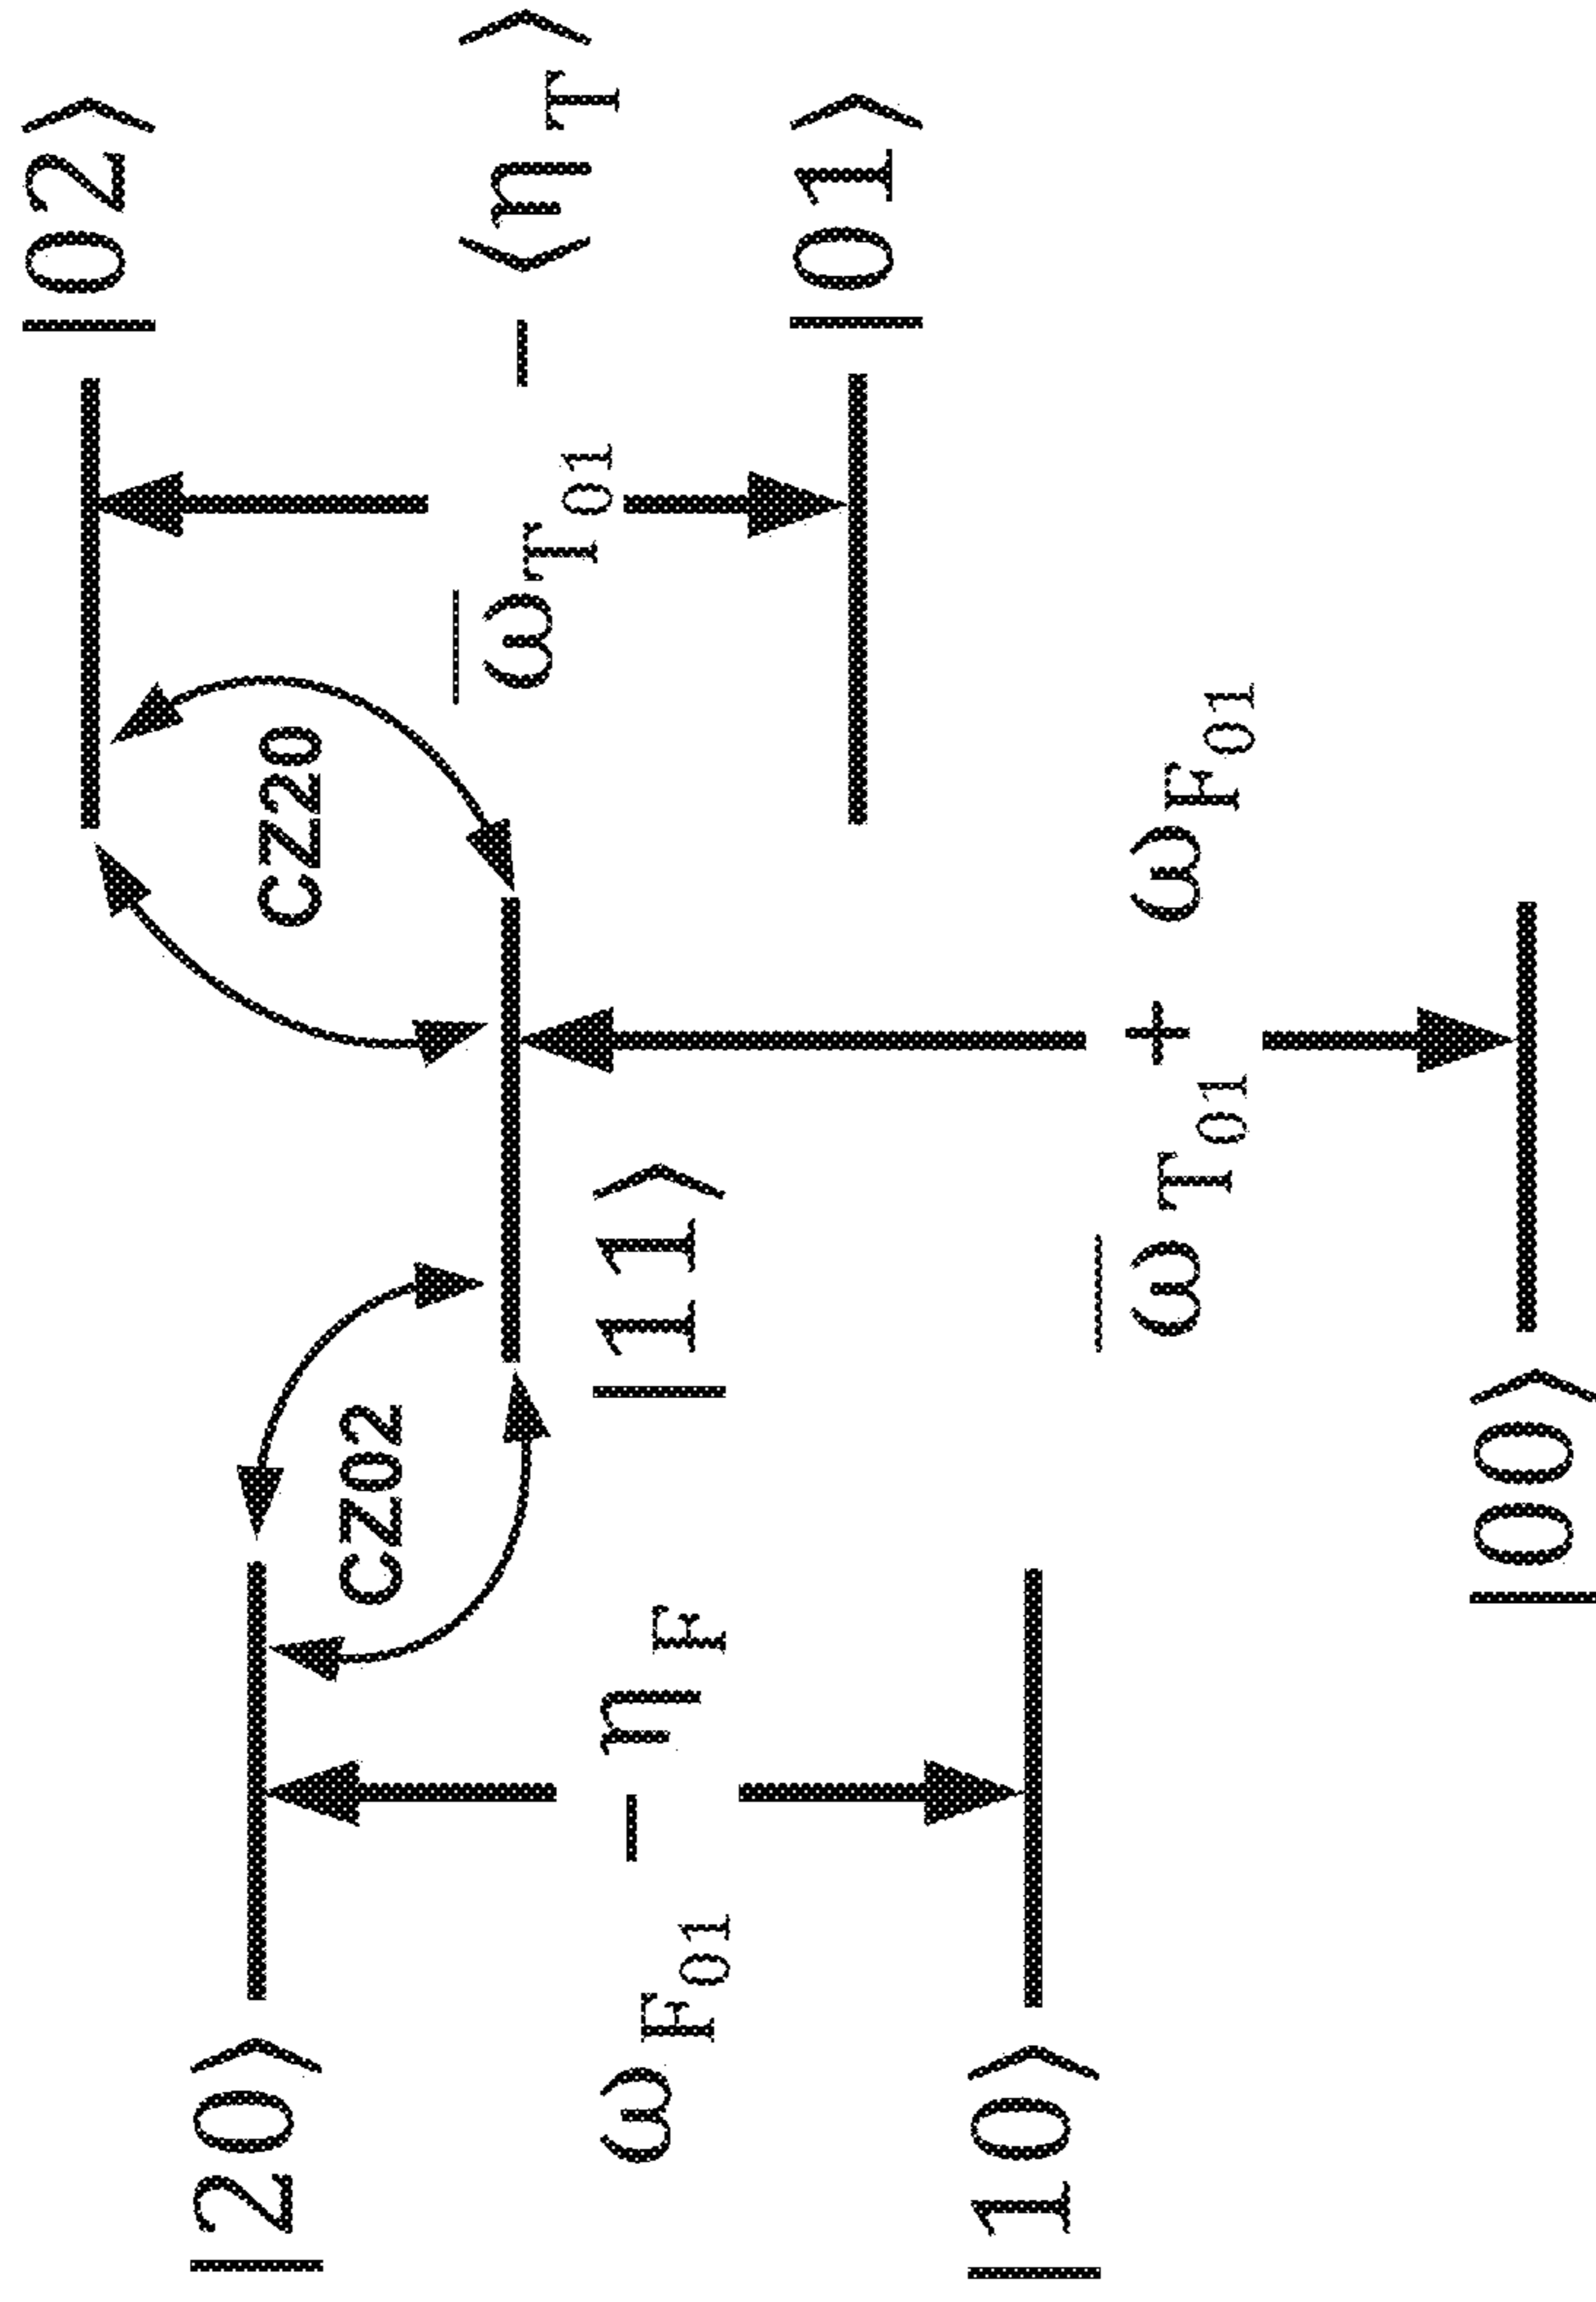 |02⟩
|20⟩
CZ20
CZ02
ω̄T01 − ⟨ηT⟩
ωF01 − ηF
|11⟩
|01⟩
|10⟩
ω̄T01 + ωF01
|00⟩